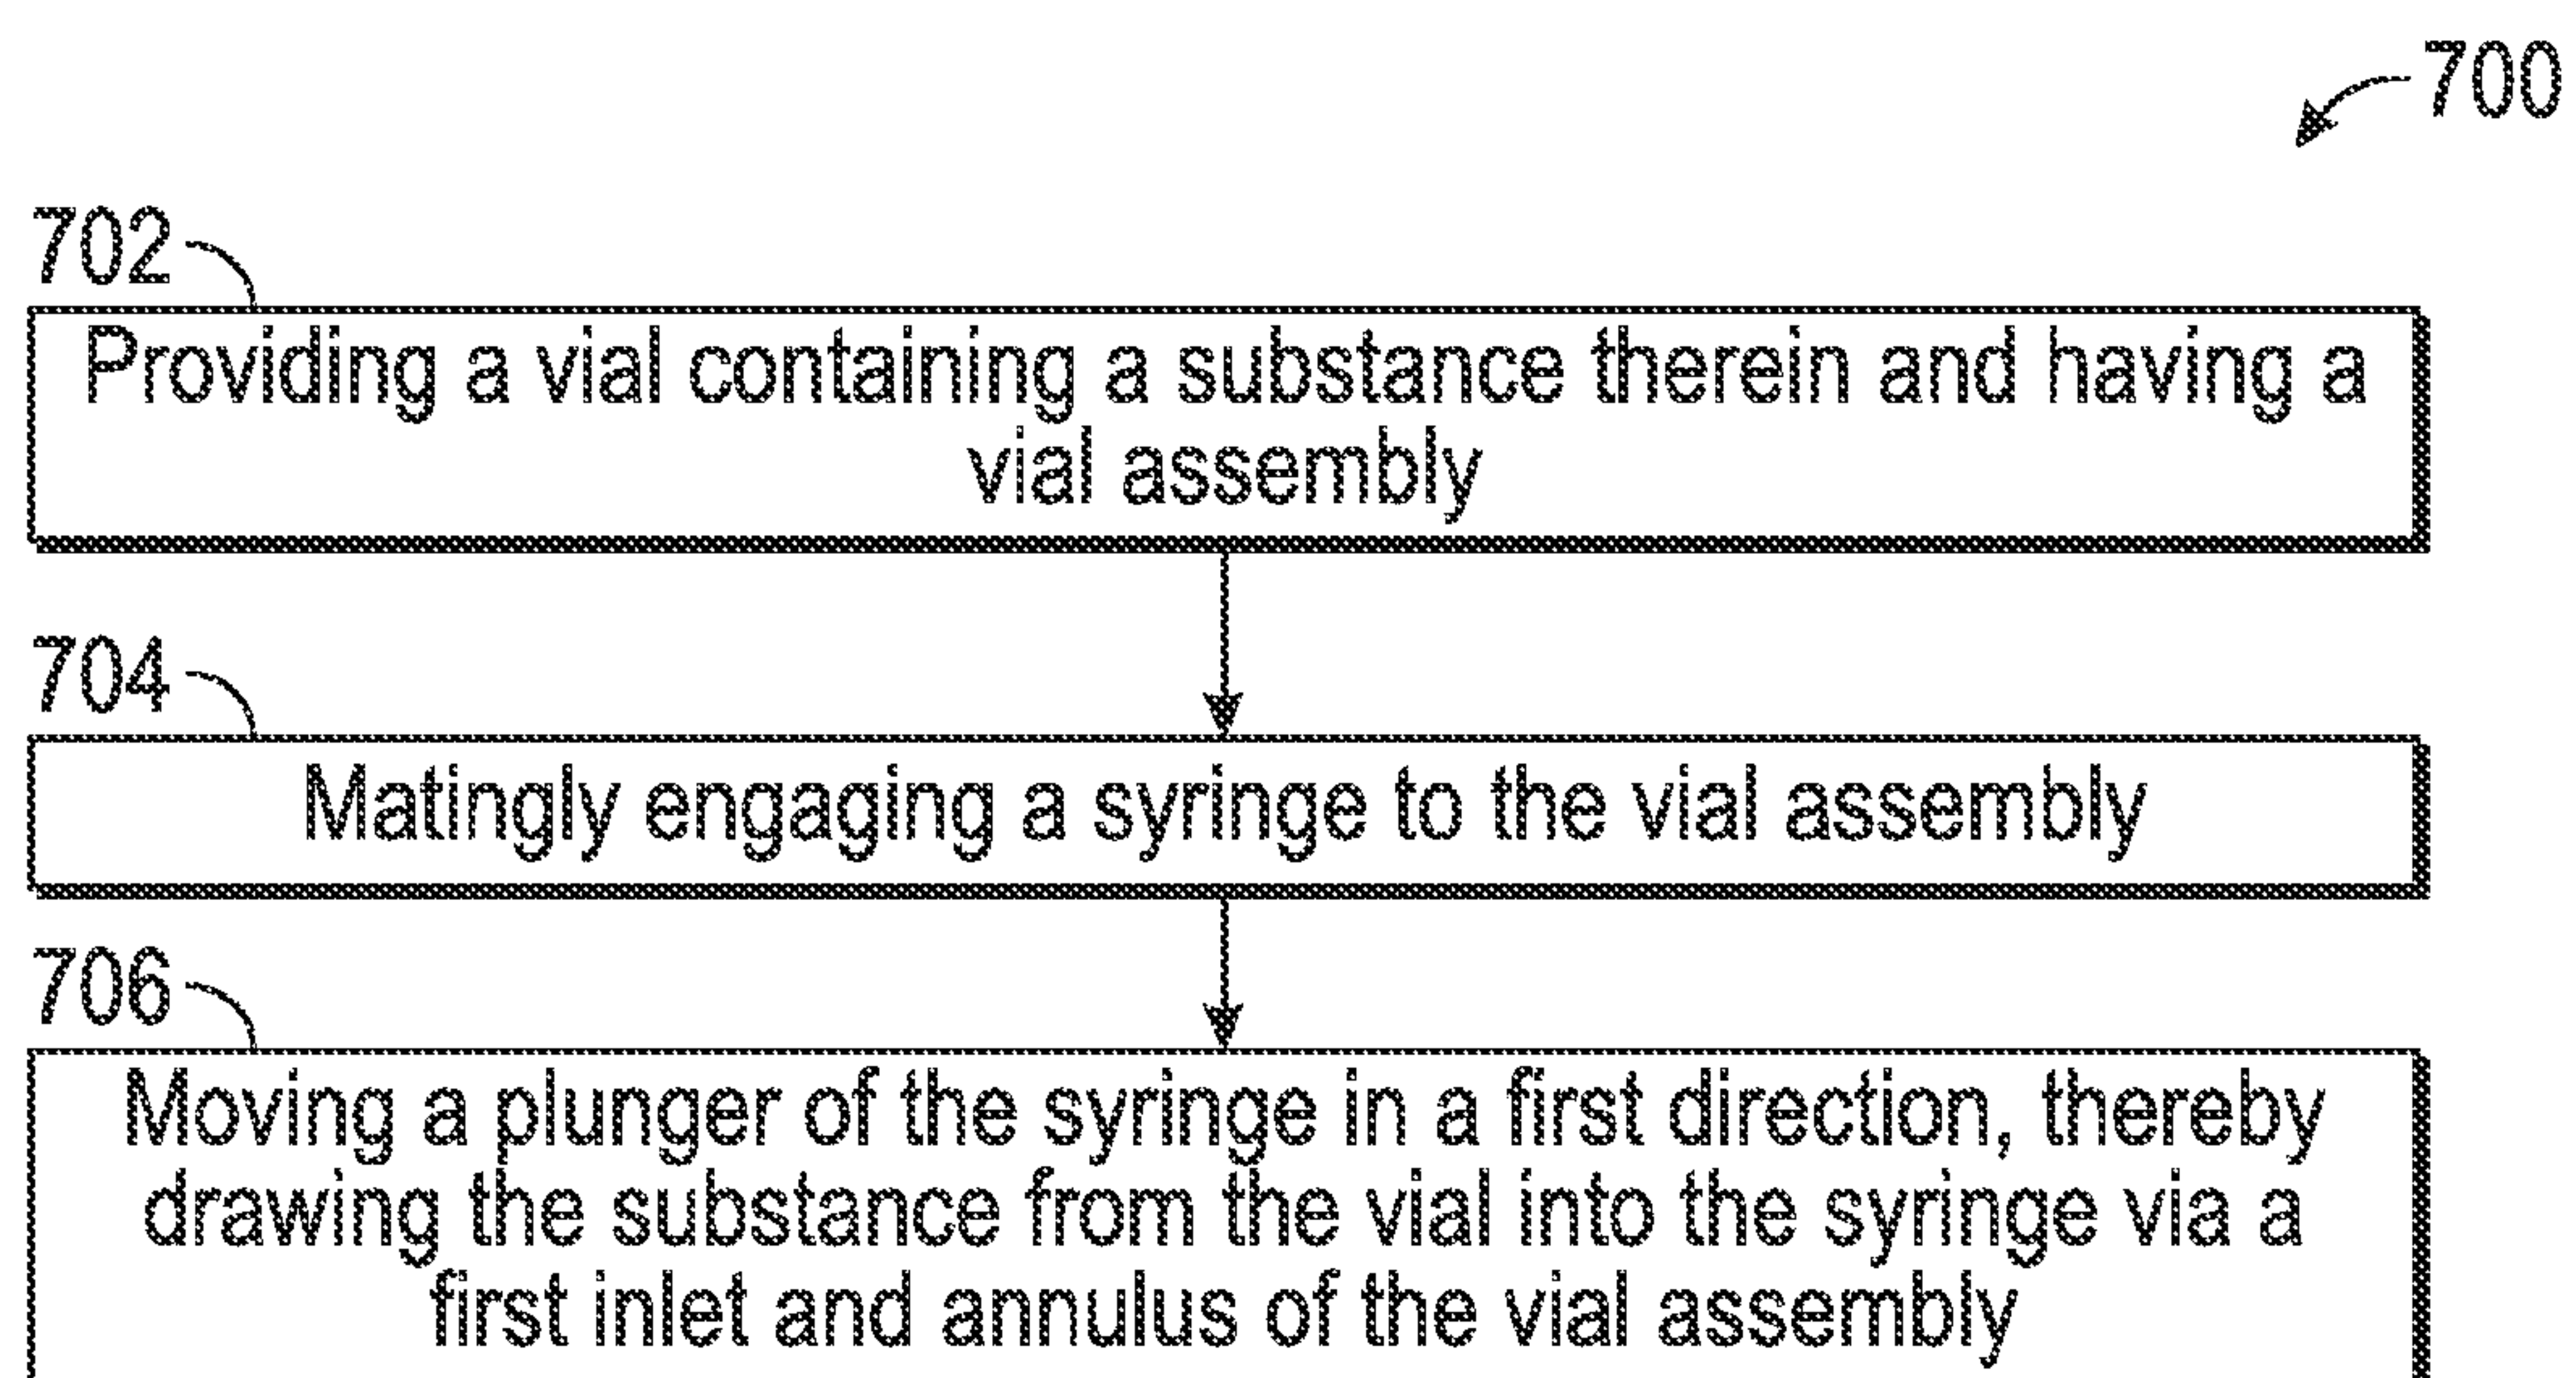 700
702
Providing a vial containing a substance therein and having a
vial assembly
704
Matingly engaging a syringe to the vial assembly
706
Moving a plunger of the syringe in a first direction, thereby
drawing the substance from the vial into the syringe via a
first inlet and annulus of the vial assembly